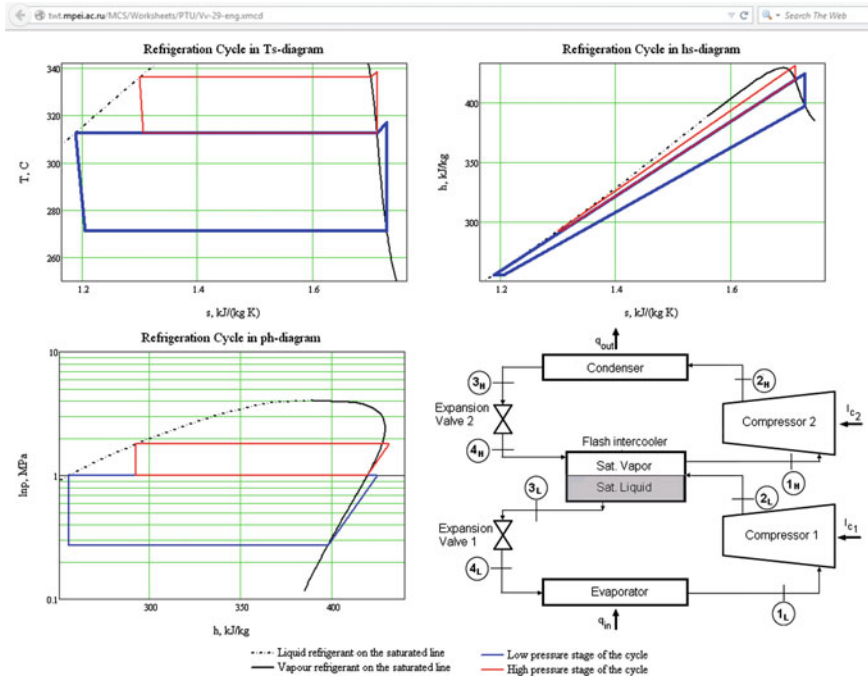 twt.mpei.ac.ru/MCS/Worksheets/PTU/Vv-29-eng.xmcd
Search The Web
Refrigeration Cycle in Ts-diagram
340
320
300
280
260
T, C
1.2
1.4
1.6
s, kJ/(kg K)
Refrigeration Cycle in hs-diagram
400
350
300
h, kJ/kg
1.2
1.4
1.6
s, kJ/(kg K)
Refrigeration Cycle in ph-diagram
10
1
0.1
lnp, MPa
300
350
400
h, kJ/kg
q out
Condenser
3H
2H
Expansion
Valve 2
Compressor 2
lc2
4H
Flash intercooler
Sat. Vapor
Sat. Liquid
1H
3L
2L
Expansion
Valve 1
Compressor 1
lc1
4L
Evaporator
1L
q in
Liquid refrigerant on the saturated line
Vapour refrigerant on the saturated line
Low pressure stage of the cycle
High pressure stage of the cycle